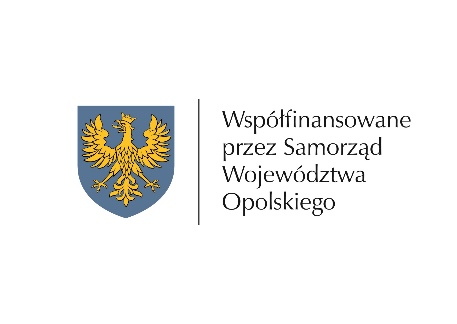 Współfinansowane
przez Samorząd
Województwa
Opolskiego